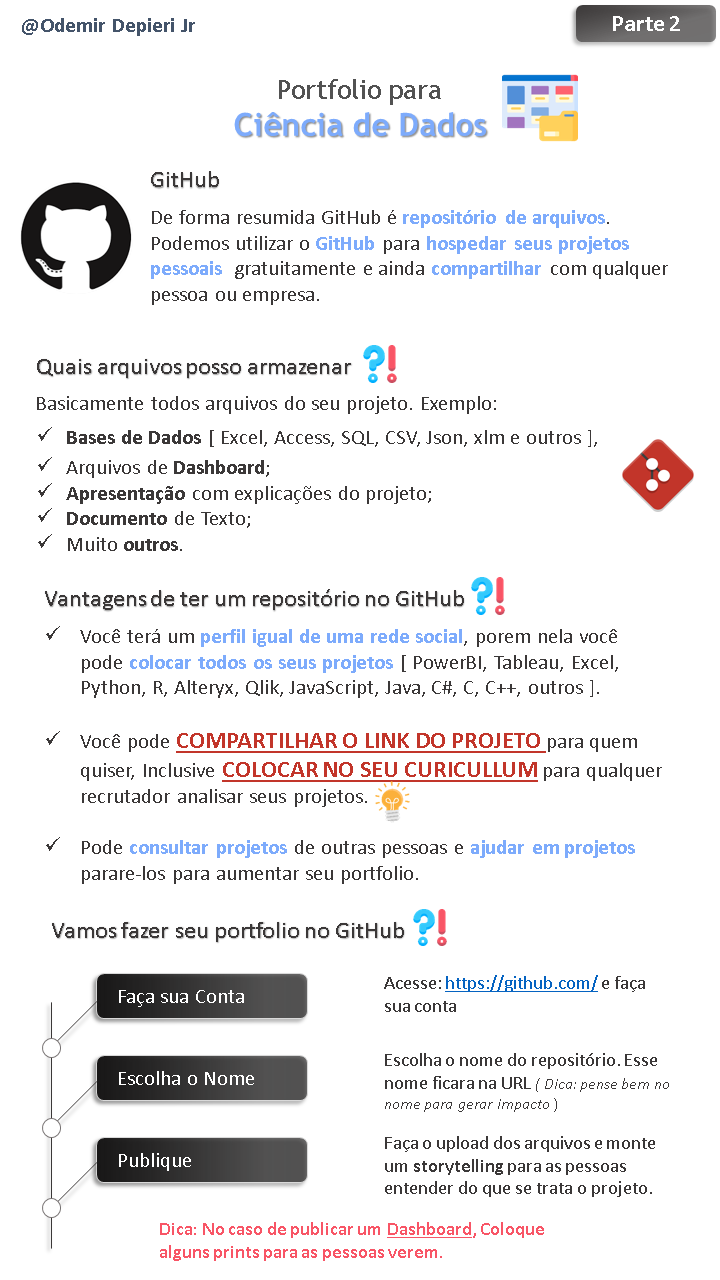 @Odemir Depieri Jr
Parte 2
Portfolio para
Ciência de Dados
GitHub
De forma resumida GitHub é repositório de arquivos.
Podemos utilizar o GitHub para hospedar seus projetos
pessoais gratuitamente e ainda compartilhar com qualquer
pessoa ou empresa.
Quais arquivos posso armazenar
Basicamente todos arquivos do seu projeto. Exemplo:
✓ Bases de Dados [ Excel, Access, SQL, CSV, Json, xlm e outros ],
✓ Arquivos de Dashboard;
✓ Apresentação com explicações do projeto;
✓ Documento de Texto;
✓ Muito outros.
Vantagens de ter um repositório no GitHub
✓ Você terá um perfil igual de uma rede social, porem nela você
pode colocar todos os seus projetos [ PowerBI, Tableau, Excel,
Python, R, Alteryx, Qlik, JavaScript, Java, C#, C, C++, outros ].
✓ Você pode COMPARTILHAR O LINK DO PROJETO para quem
quiser, Inclusive COLOCAR NO SEU CURICULLUM para qualquer
recrutador analisar seus projetos.
✓ Pode consultar projetos de outras pessoas e ajudar em projetos
parare-los para aumentar seu portfolio.
Vamos fazer seu portfolio no GitHub
Faça sua Conta
Acesse: https://github.com/ e faça
sua conta
Escolha o Nome
Escolha o nome do repositório. Esse
nome ficara na URL ( Dica: pense bem no
nome para gerar impacto )
Publique
Faça o upload dos arquivos e monte
um storytelling para as pessoas
entender do que se trata o projeto.
Dica: No caso de publicar um Dashboard, Coloque
alguns prints para as pessoas verem.